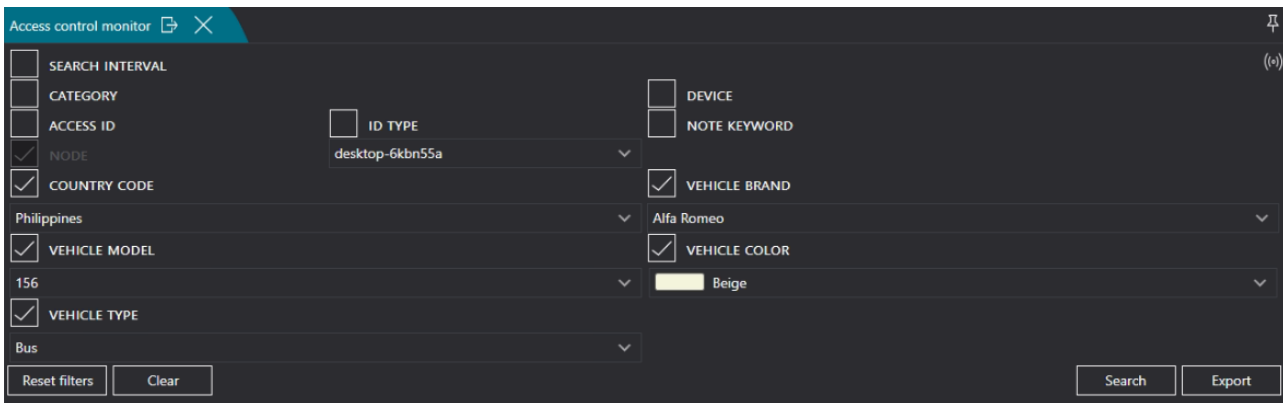 Access control monitor
SEARCH INTERVAL
CATEGORY DEVICE
ACCESS ID ID TYPE NOTE KEYWORD
NODE desktop-6kbn55a
COUNTRY CODE VEHICLE BRAND
Philippines Alfa Romeo
VEHICLE MODEL VEHICLE COLOR
156 Beige
VEHICLE TYPE
Bus
Reset filters Clear Search Export